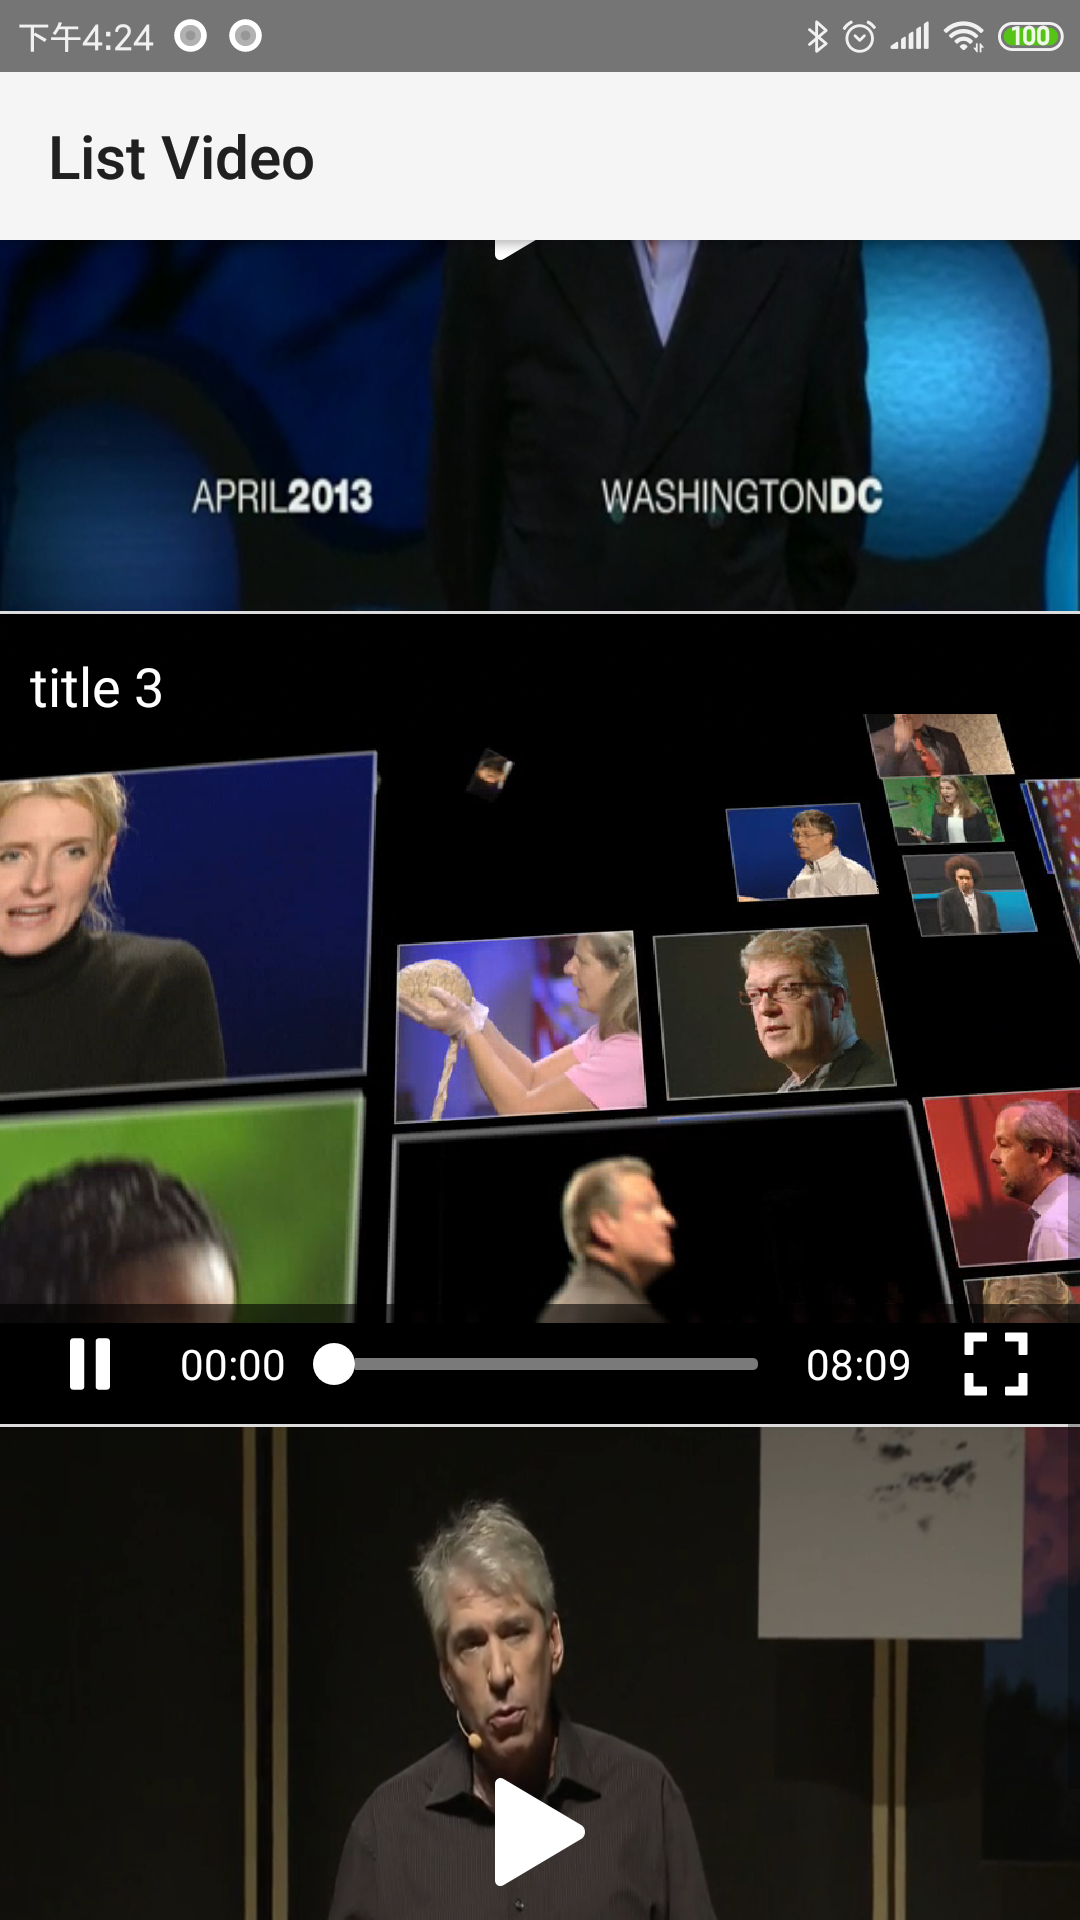 下午4:24
100
List Video
APRIL2013 WASHINGTONDC
title 3
00:00 08:09